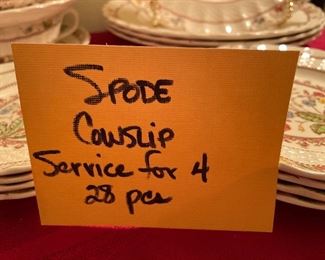 SPODE
Cowslip
Service for 4
28 pcs